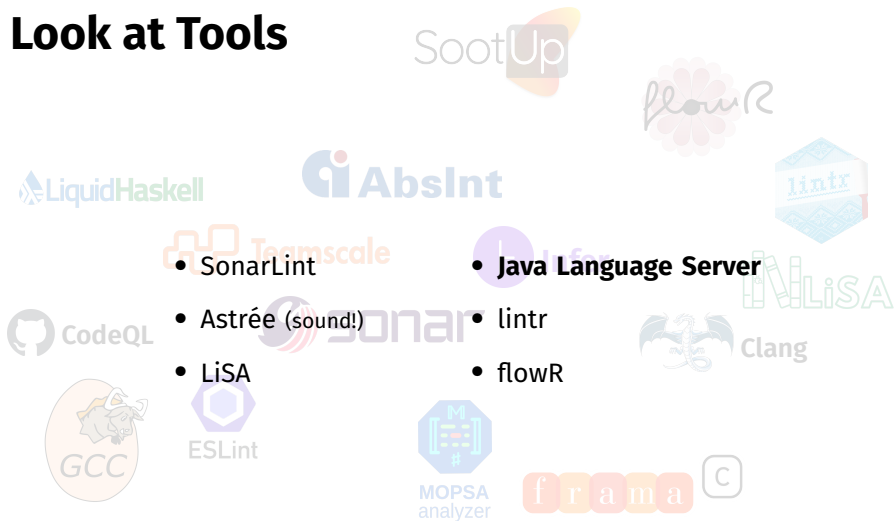 Look at Tools
SootUp
flowR
lintr
LiquidHaskell
AbsInt
Teamscale
Infer
• SonarLint
• Java Language Server
LiSA
CodeQL
• Astrée (sound!)
sonar
• lintr
Clang
• LiSA
• flowR
GCC
ESLint
M
#
MOPSA
analyzer
frama
C